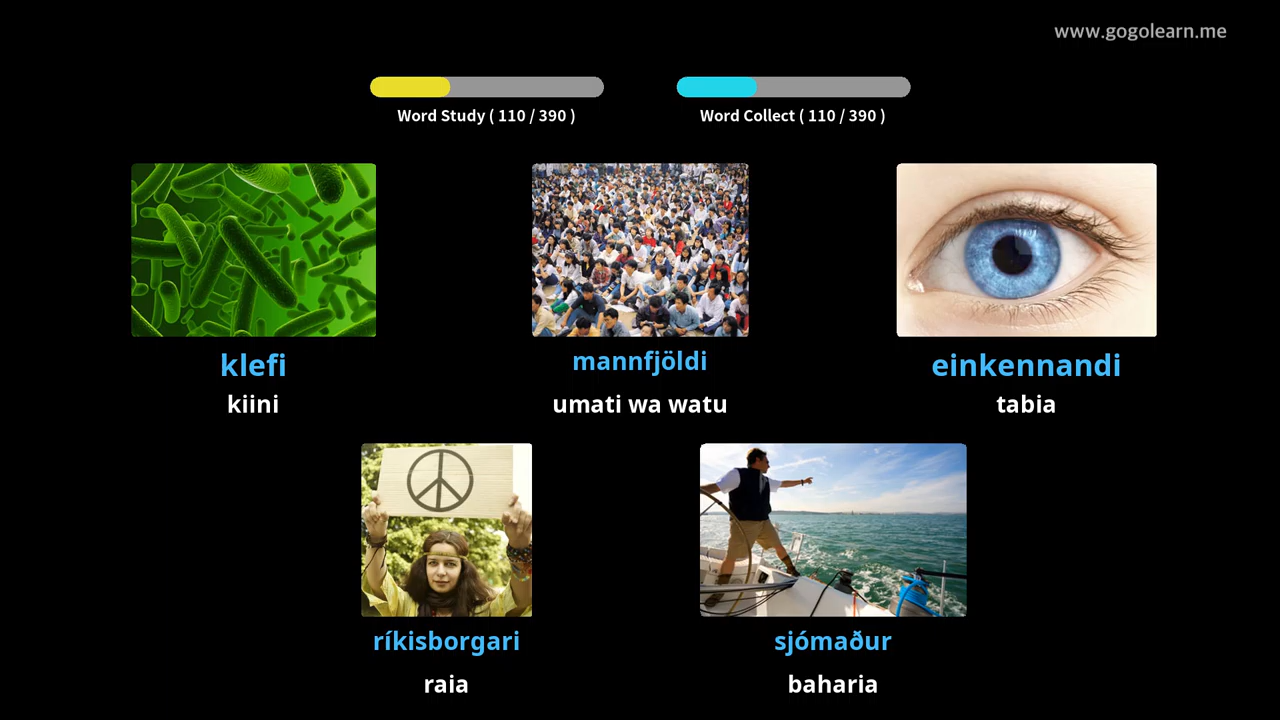 www.gogolearn.me
Word Study ( 110 / 390 )
Word Collect ( 110 / 390 )
klefi
kiini
mannfjöldi
umati wa watu
einkennandi
tabia
ríkisborgari
raia
sjómaður
baharia